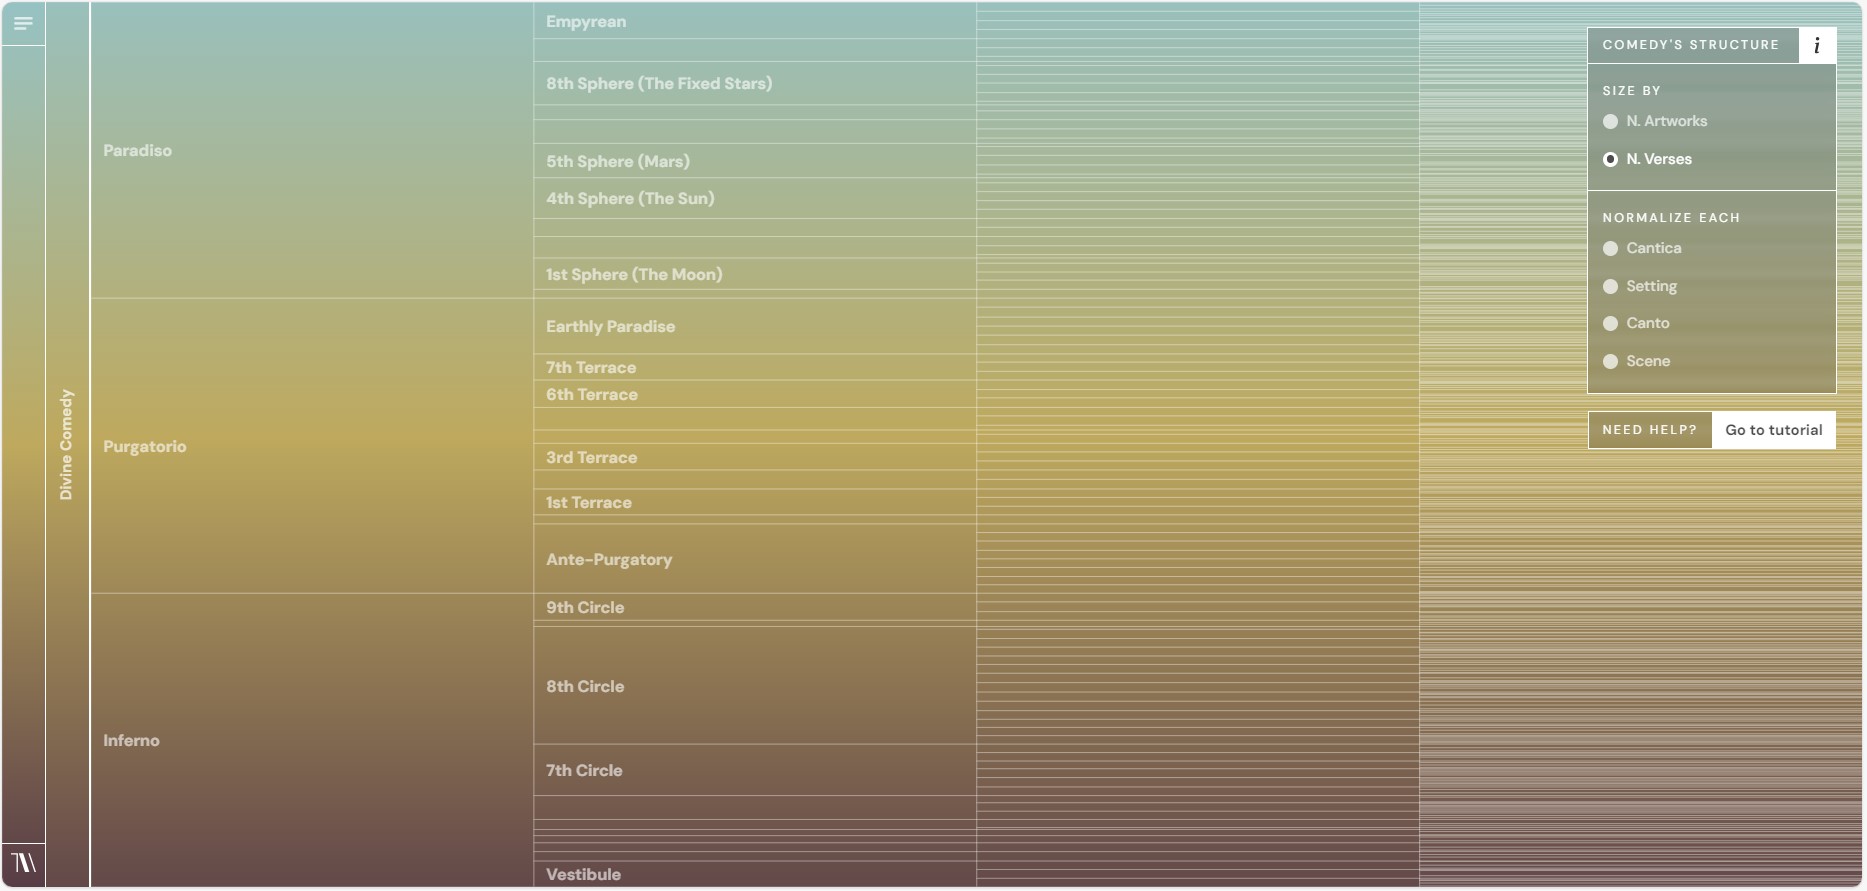 Divine Comedy
Paradiso
Purgatorio
Inferno
Empyrean
8th Sphere (The Fixed Stars)
5th Sphere (Mars)
4th Sphere (The Sun)
1st Sphere (The Moon)
Earthly Paradise
7th Terrace
6th Terrace
3rd Terrace
1st Terrace
Ante-Purgatory
9th Circle
8th Circle
7th Circle
Vestibule
COMEDY'S STRUCTURE i
SIZE BY
N. Artworks
N. Verses
NORMALIZE EACH
Cantica
Setting
Canto
Scene
NEED HELP? Go to tutorial